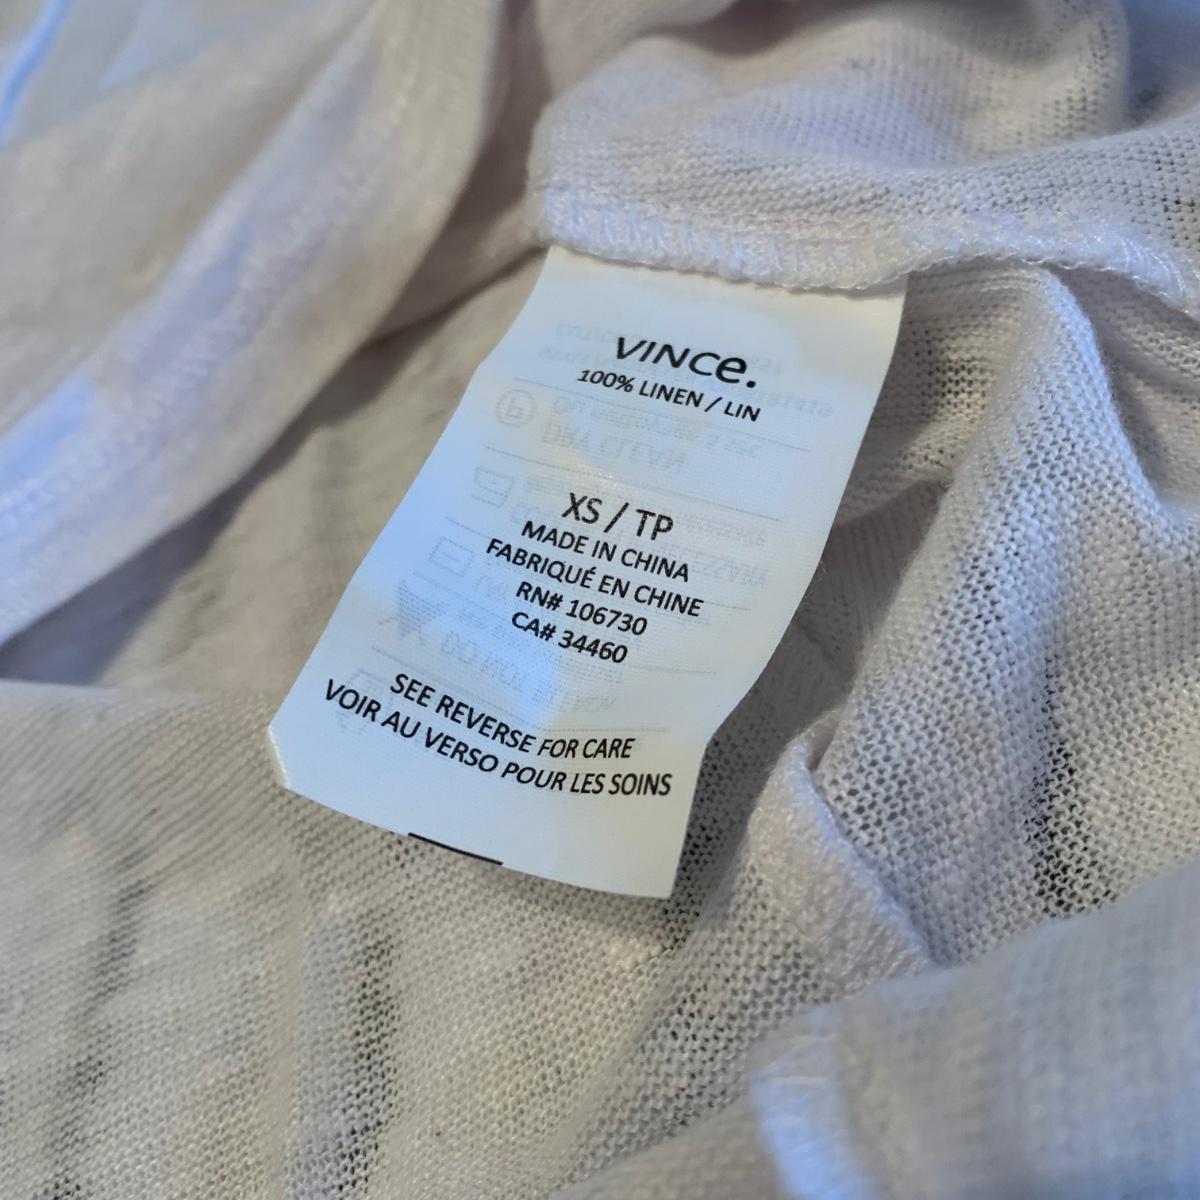 VINCe.
100% LINEN / LIN
XS / TP
MADE IN CHINA
FABRIQUÉ EN CHINE
RN# 106730
CA# 34460
SEE REVERSE FOR CARE
VOIR AU VERSO POUR LES SOINS